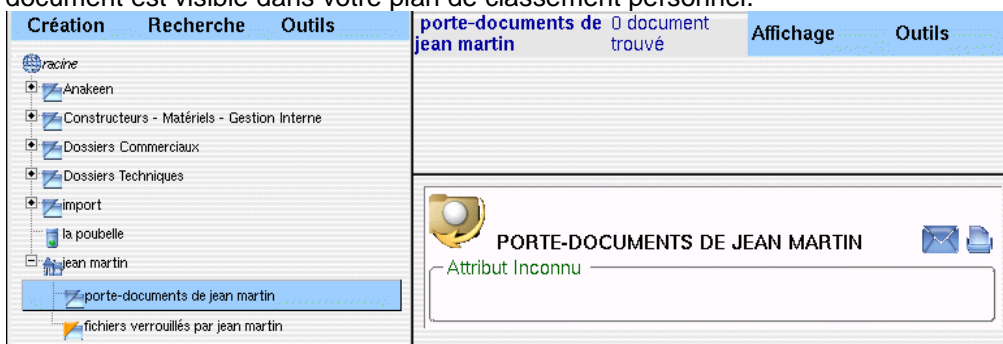 document est visible dans votre plan de classement personnel.
Création Recherche Outils
racine
Anakeen
Constructeurs - Matériels - Gestion Interne
Dossiers Commerciaux
Dossiers Techniques
import
la poubelle
jean martin
porte-documents de jean martin
fichiers verrouillés par jean martin
porte-documents de jean martin
0 document trouvé
Affichage Outils
PORTE-DOCUMENTS DE JEAN MARTIN
Attribut Inconnu